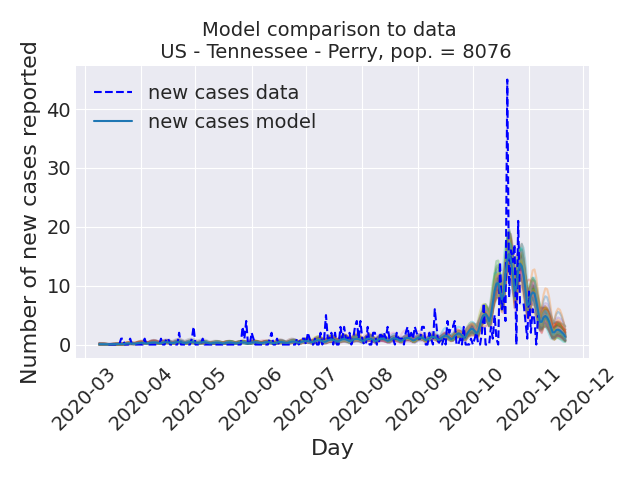 Model comparison to data
US - Tennessee - Perry, pop. = 8076
Number of new cases reported
new cases data
new cases model
40
30
20
10
0
2020-03
2020-04
2020-05
2020-06
2020-07
2020-08
2020-09
2020-10
2020-11
2020-12
Day